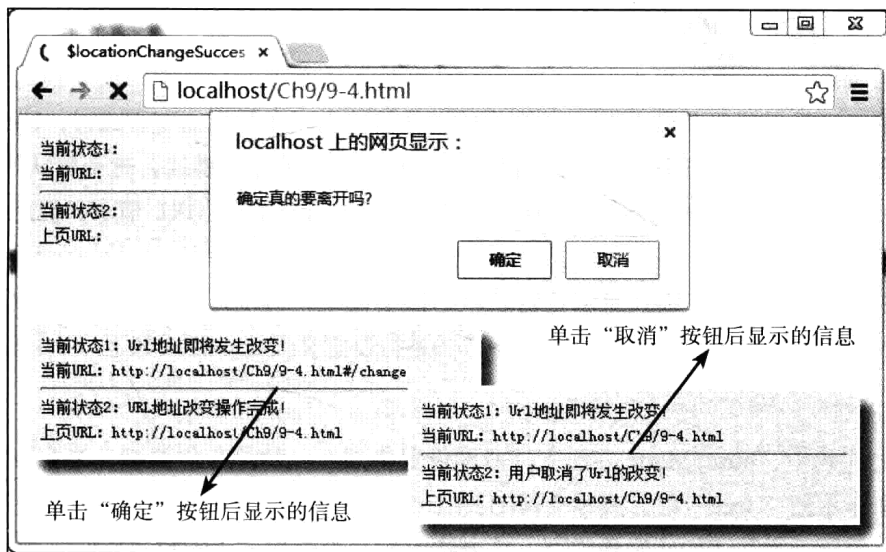 $locationChangeSucces ×
localhost/Ch9/9-4.html
当前状态1:
当前URL:
当前状态2:
上页URL:
localhost 上的网页显示：
确定真的要离开吗?
确定
取消
单击“取消”按钮后显示的信息
当前状态1: Url地址即将发生改变!
当前URL: http://localhost/Ch9/9-4.html#/change
当前状态2: URL地址改变操作完成!
上页URL: http://localhost/Ch9/9-4.html
单击“确定”按钮后显示的信息
当前状态1: Url地址即将发生改变!
当前URL: http://localhost/Ch9/9-4.html
当前状态2: 用户取消了Url的改变!
上页URL: http://localhost/Ch9/9-4.html